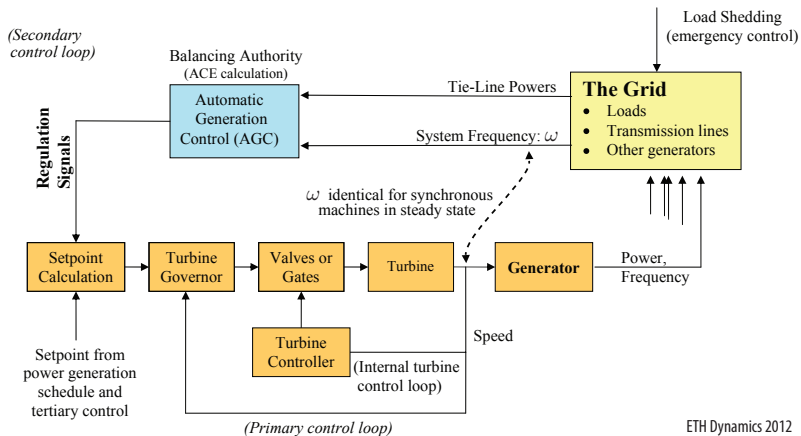 (Secondary
control loop)
Load Shedding
(emergency control)
Balancing Authority
(ACE calculation)
Automatic
Generation
Control (AGC)
Tie-Line Powers
System Frequency: ω
The Grid
• Loads
• Transmission lines
• Other generators
Regulation
Signals
ω identical for synchronous
machines in steady state
Setpoint
Calculation
Turbine
Governor
Valves or
Gates
Turbine
Generator
Power,
Frequency
Turbine
Controller
Speed
(Internal turbine
control loop)
Setpoint from
power generation
schedule and
tertiary control
(Primary control loop)
ETH Dynamics 2012